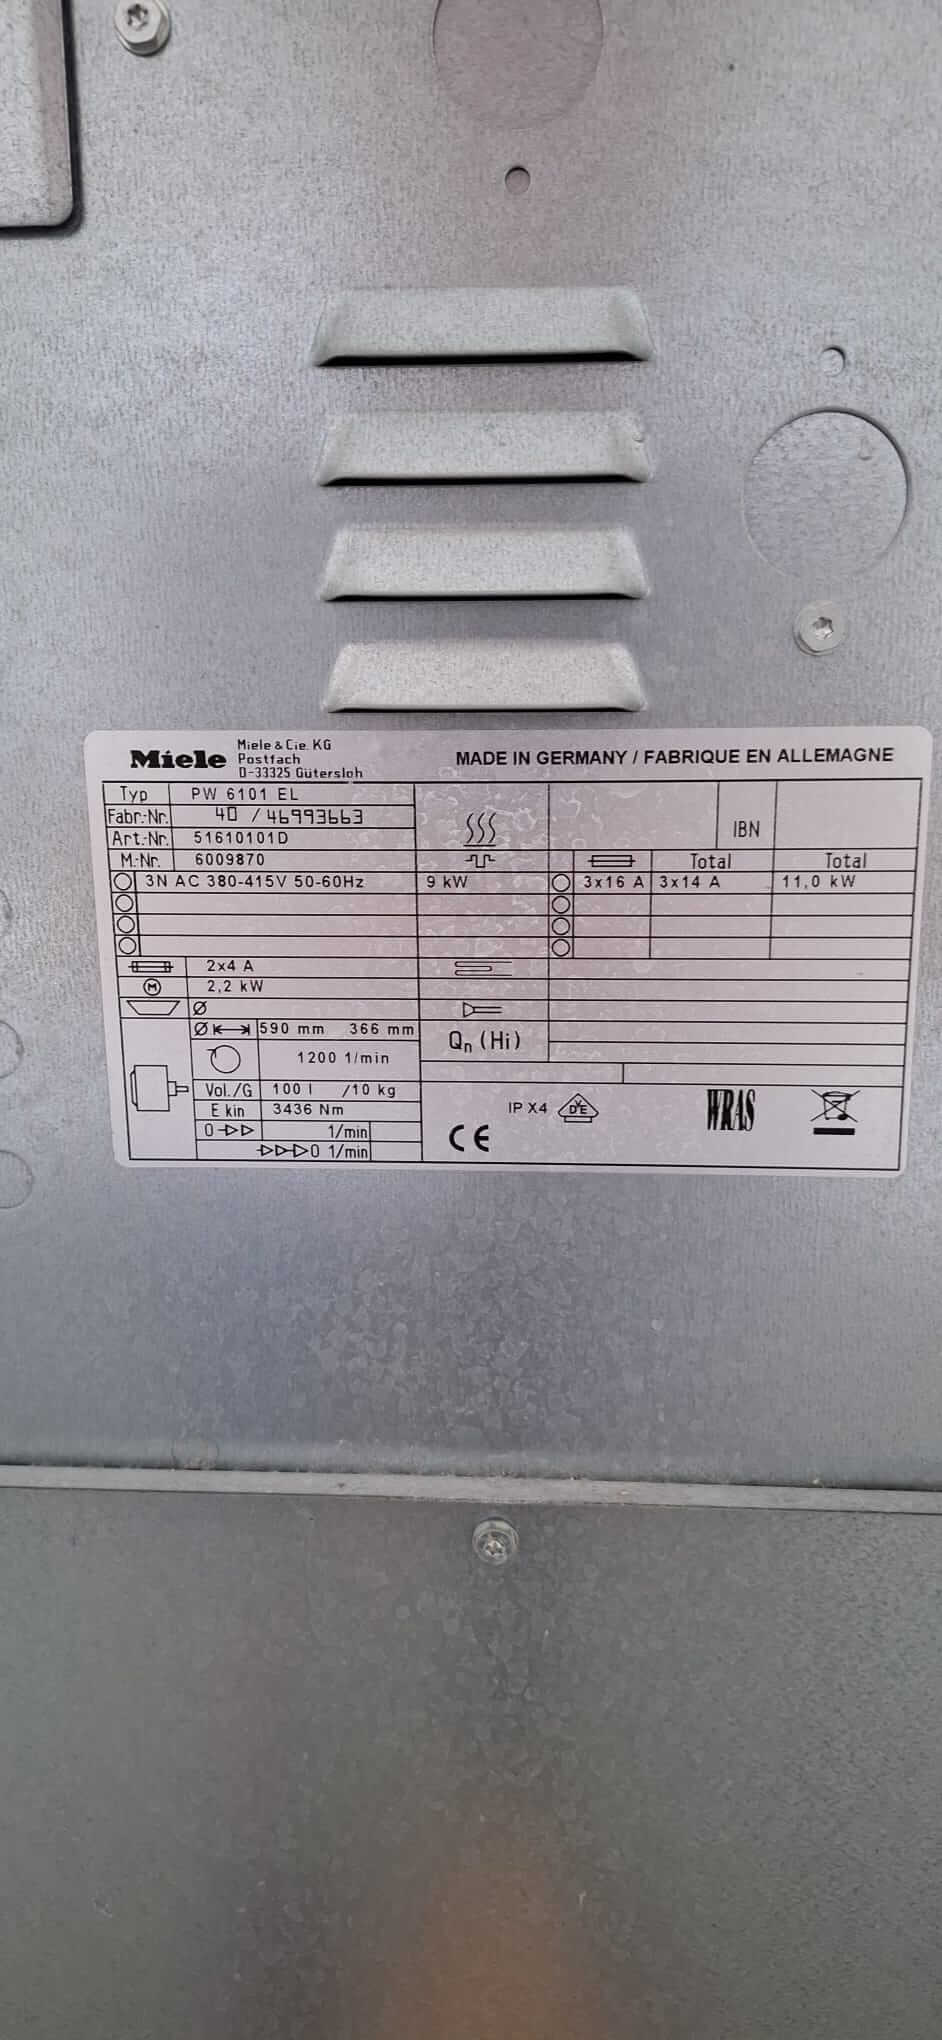 Miele
Miele & Cie. KG
Postfach
D-33325 Gütersloh
MADE IN GERMANY / FABRIQUE EN ALLEMAGNE
Typ PW 6101 EL
Fabr.-Nr. 40 / 46993663
Art.-Nr. 51610101D
IBN
M.-Nr. 6009870 Total Total
3N AC 380-415V 50-60Hz 9 kW 3x16 A 3x14 A 11,0 kW
2x4 A
M 2,2 kW
Ø
Ø 590 mm 366 mm
Qn (Hi)
1200 1/min
Vol./G 100 l /10 kg
E kin 3436 Nm
IP X4 DVE WRAS
CE
0 1/min
0 1/min